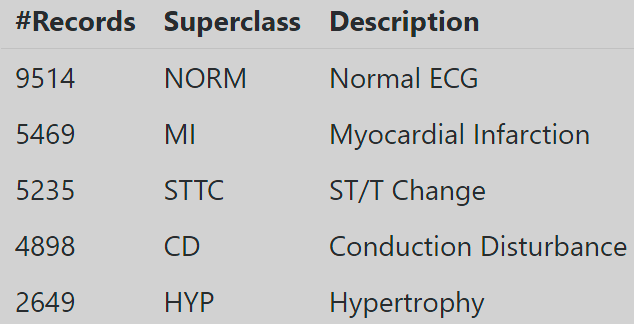 #Records Superclass Description
9514 NORM Normal ECG
5469 MI Myocardial Infarction
5235 STTC ST/T Change
4898 CD Conduction Disturbance
2649 HYP Hypertrophy